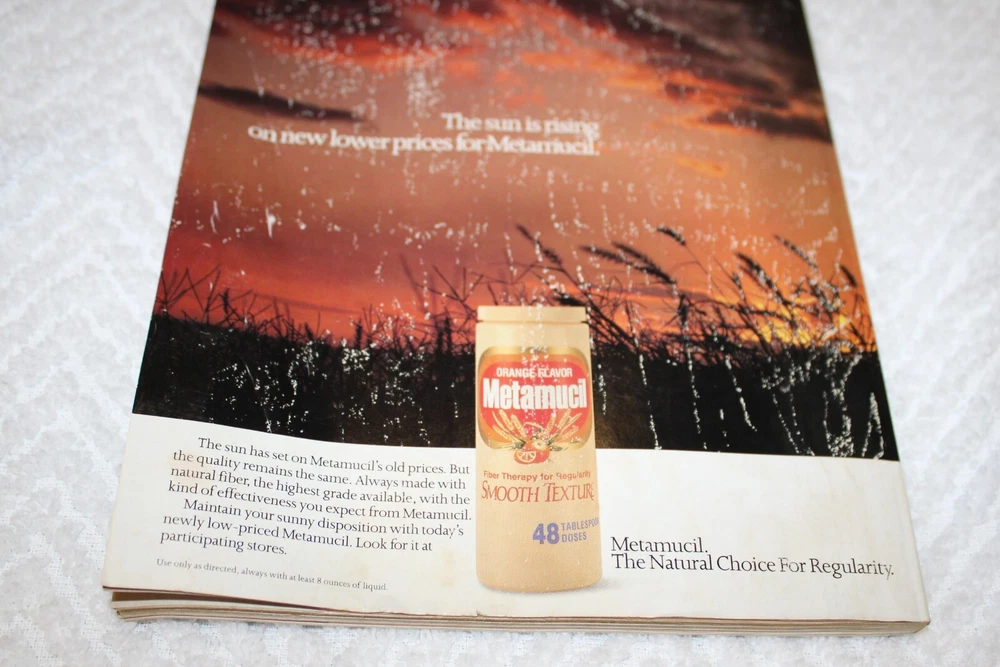 The sun is rising
on new lower prices for Metamucil.
ORANGE FLAVOR
Metamucil
Fiber Therapy for Regularity
SMOOTH TEXTURE
48 TABLESPOON
DOSES
The sun has set on Metamucil's old prices. But
the quality remains the same. Always made with
natural fiber, the highest grade available, with the
kind of effectiveness you expect from Metamucil.
Maintain your sunny disposition with today's
newly low-priced Metamucil. Look for it at
participating stores.
Use only as directed, always with at least 8 ounces of liquid.
Metamucil.
The Natural Choice For Regularity.